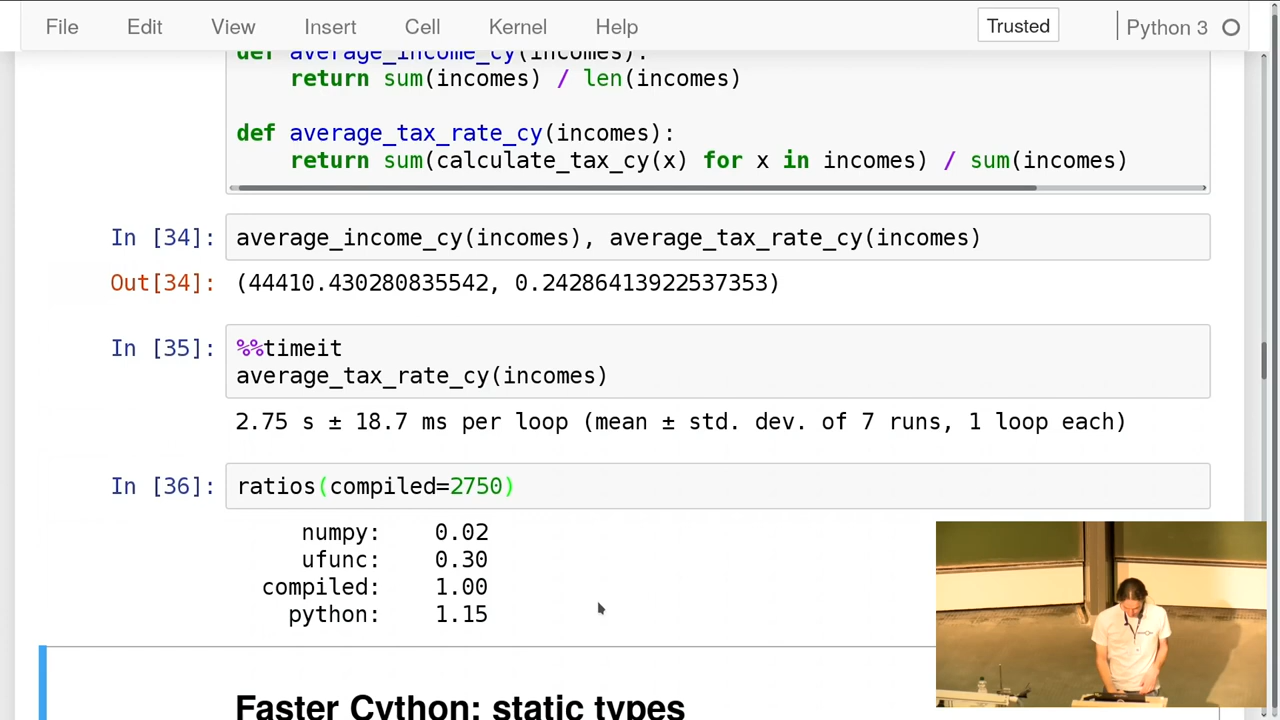 File Edit View Insert Cell Kernel Help Trusted Python 3
def average_income_cy(incomes):
return sum(incomes) / len(incomes)
def average_tax_rate_cy(incomes):
return sum(calculate_tax_cy(x) for x in incomes) / sum(incomes)
In [34]: average_income_cy(incomes), average_tax_rate_cy(incomes)
Out[34]: (44410.430280835542, 0.24286413922537353)
In [35]: %%timeit
average_tax_rate_cy(incomes)
2.75 s ± 18.7 ms per loop (mean ± std. dev. of 7 runs, 1 loop each)
In [36]: ratios(compiled=2750)
numpy: 0.02
ufunc: 0.30
compiled: 1.00
python: 1.15
Faster Cython: static types